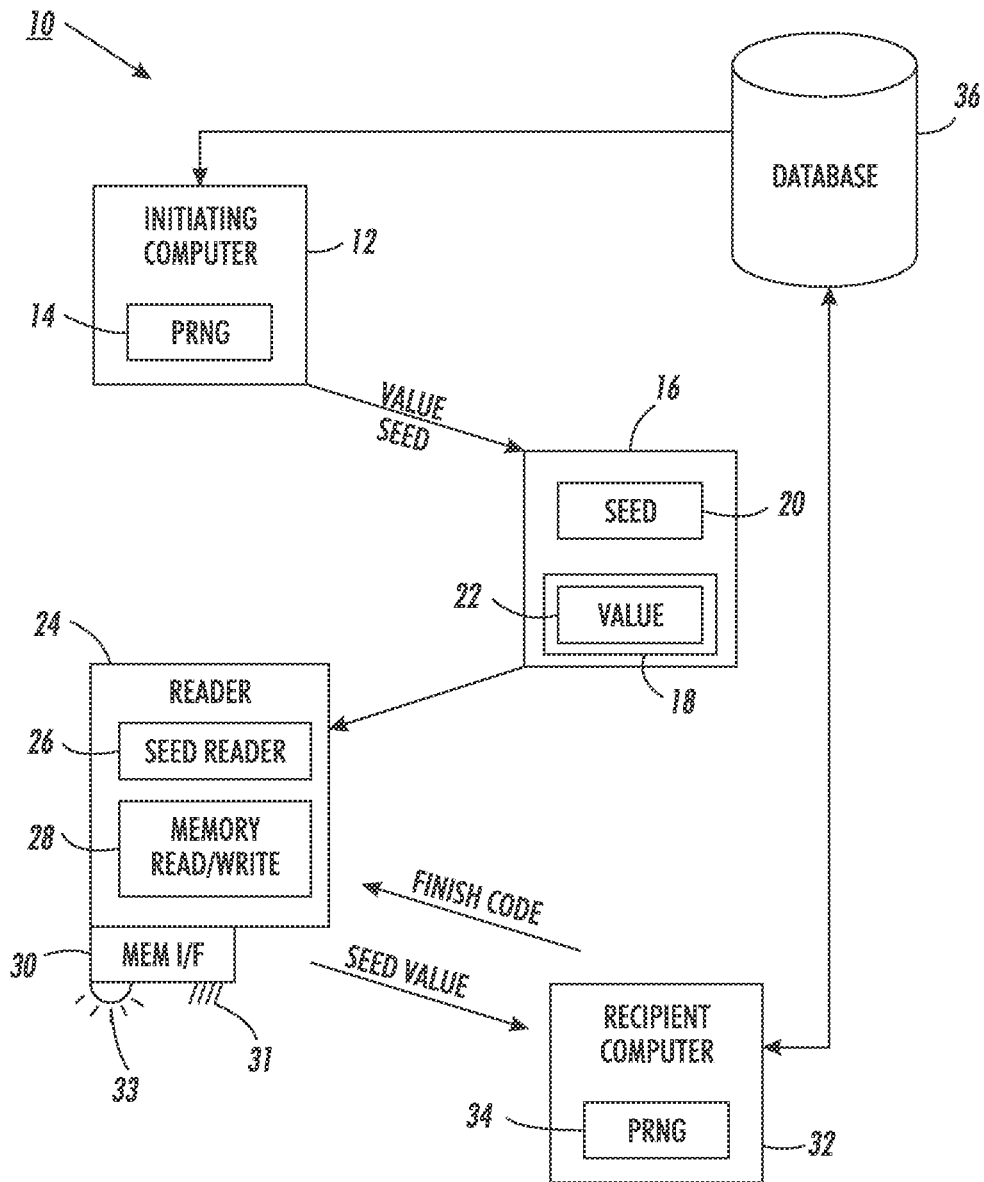 10
36
DATABASE
INITIATING
COMPUTER
12
14
PRNG
VALUE
SEED
16
SEED
20
22
VALUE
18
24
READER
26
SEED READER
28
MEMORY
READ/WRITE
FINISH CODE
30
MEM I/F
SEED VALUE
33
31
RECIPIENT
COMPUTER
34
PRNG
32